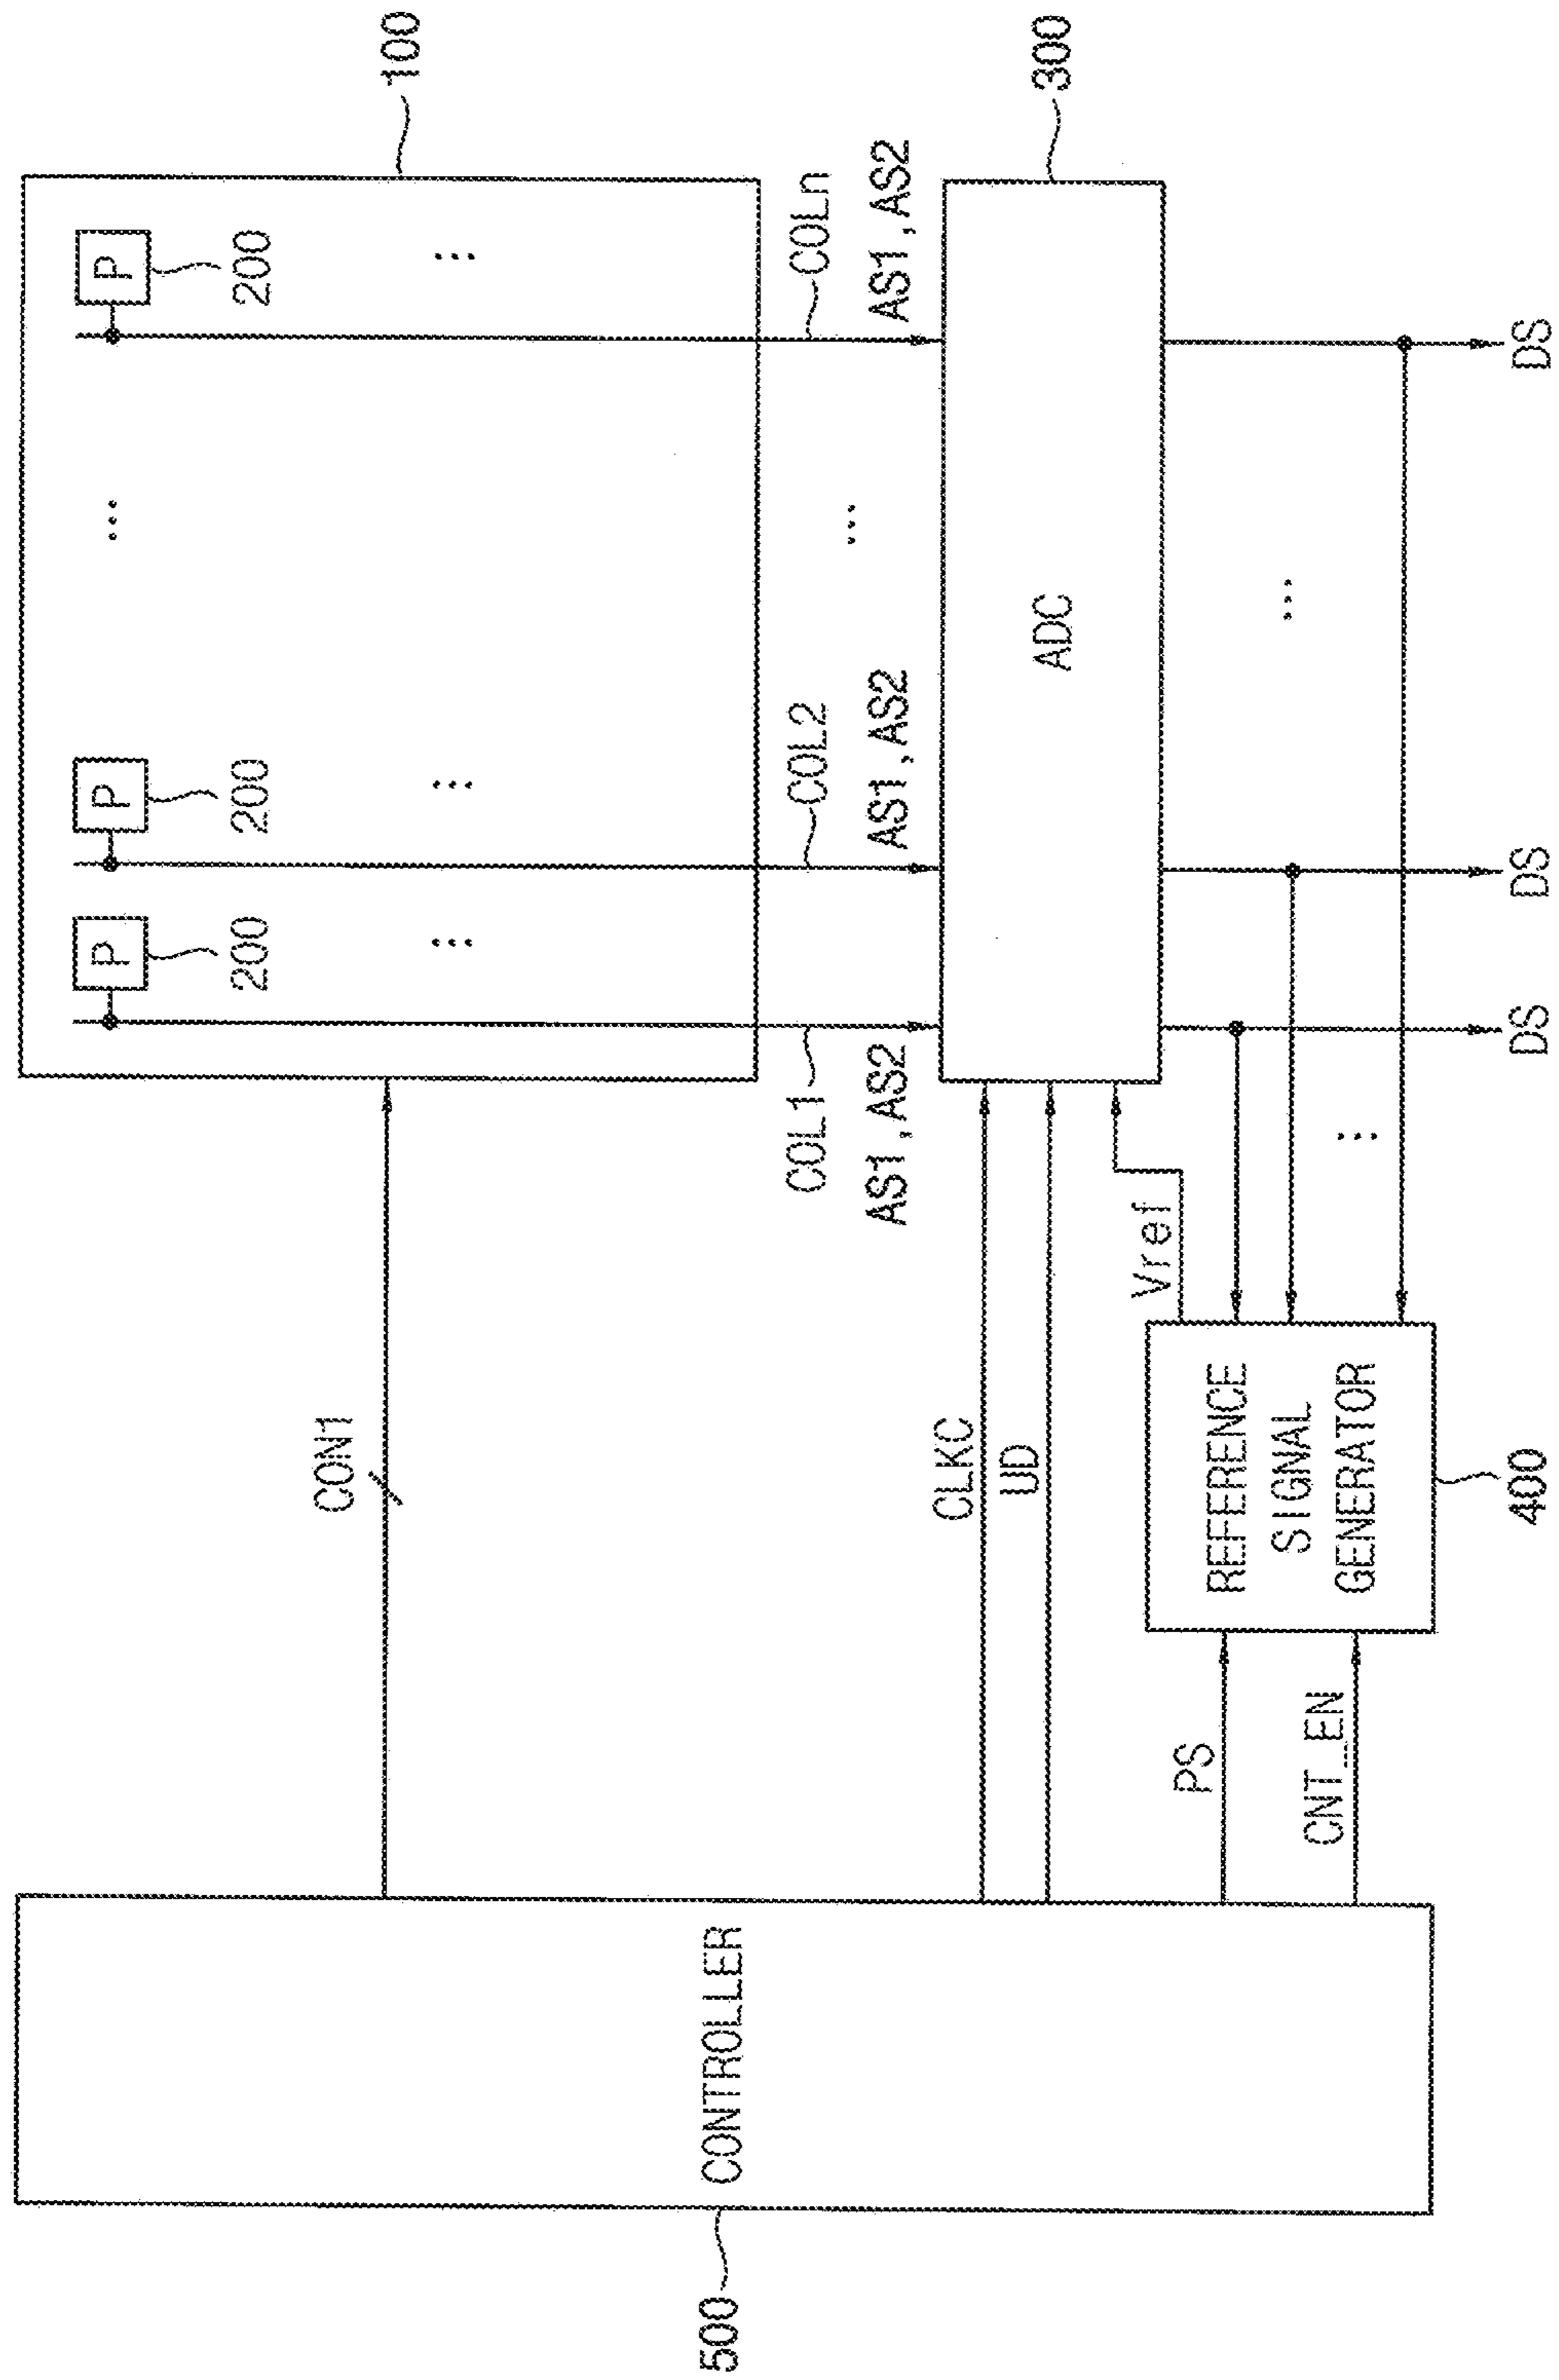 100
P
200
P
200
P
200
CON1
COL1
COL2
COLn
AS1,AS2
AS1,AS2
AS1,AS2
300
ADC
CLKC
UD
Vref
REFERENCE
SIGNAL
GENERATOR
400
PS
CNT_EN
CONTROLLER
500
DS
DS
DS